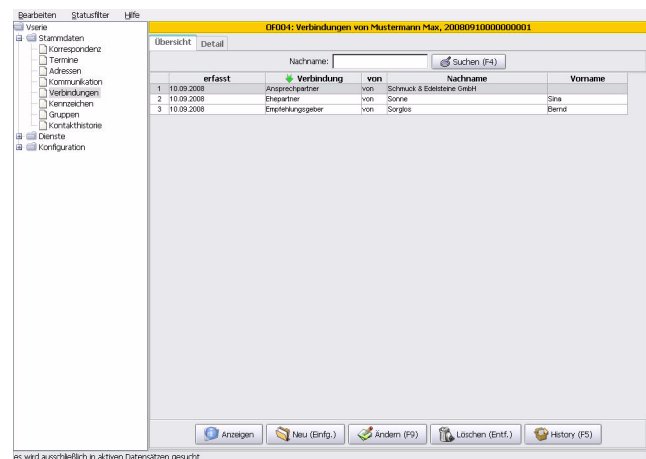 Bearbeiten Statusfilter Hilfe
Vserie
Stammdaten
Korrespondenz
Termine
Adressen
Kommunikation
Verbindungen
Kennzeichen
Gruppen
Kontakthistorie
Dienste
Konfiguration
OF004: Verbindungen von Mustermann Max, 20080910000000001
Übersicht Detail
Nachname: Suchen (F4)
erfasst Verbindung von Nachname Vorname
1 10.09.2008 Ansprechpartner von Schmuck & Edelsteine GmbH
2 10.09.2008 Ehepartner von Sonne Sina
3 10.09.2008 Empfehlungsgeber von Sorglos Bernd
Anzeigen Neu (Einfg.) Ändern (F9) Löschen (Entf.) History (F5)
es wird ausschließlich in aktiven Datensätzen gesucht